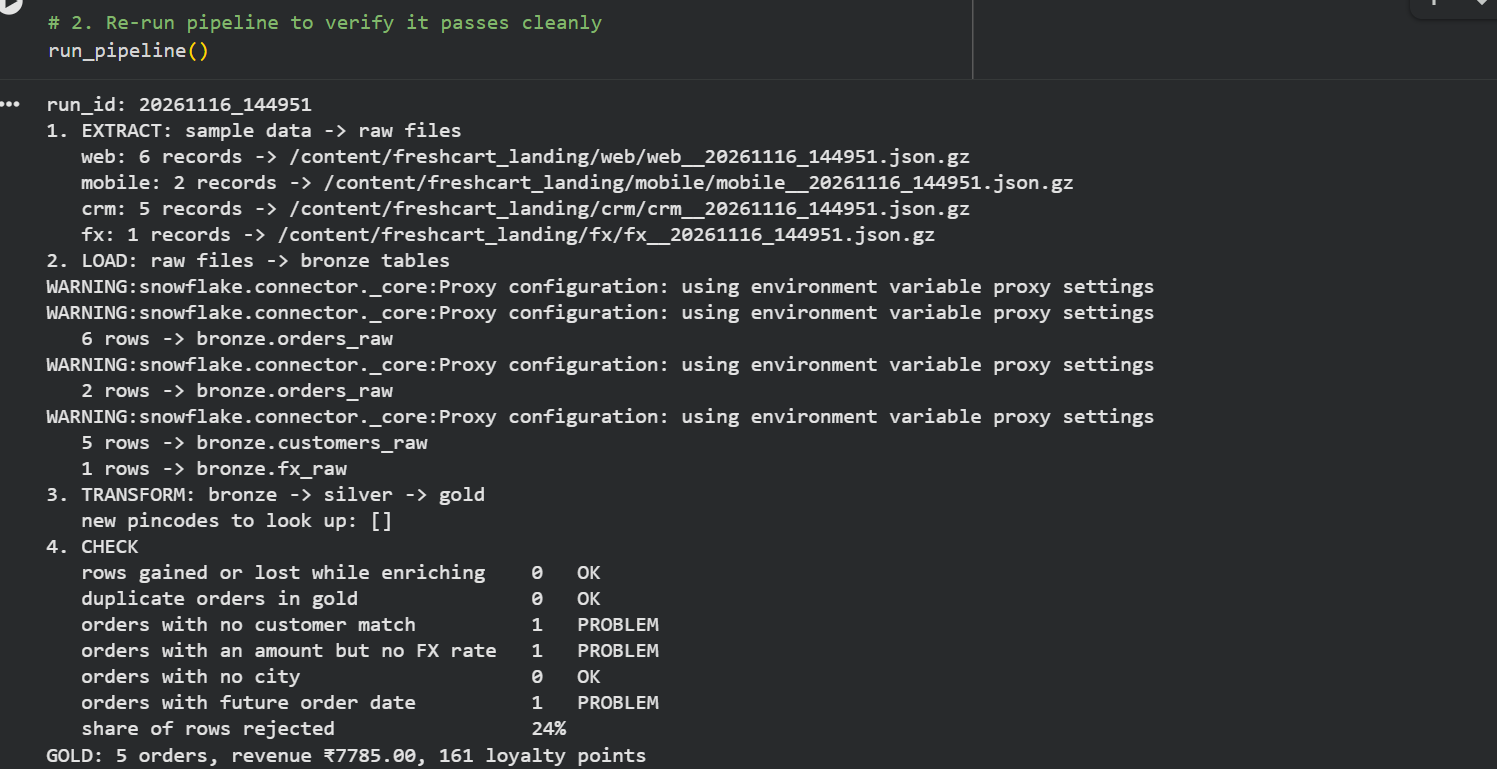 # 2. Re-run pipeline to verify it passes cleanly
run_pipeline()
run_id: 20261116_144951
1. EXTRACT: sample data -> raw files
web: 6 records -> /content/freshcart_landing/web/web__20261116_144951.json.gz
mobile: 2 records -> /content/freshcart_landing/mobile/mobile__20261116_144951.json.gz
crm: 5 records -> /content/freshcart_landing/crm/crm__20261116_144951.json.gz
fx: 1 records -> /content/freshcart_landing/fx/fx__20261116_144951.json.gz
2. LOAD: raw files -> bronze tables
WARNING:snowflake.connector._core:Proxy configuration: using environment variable proxy settings
WARNING:snowflake.connector._core:Proxy configuration: using environment variable proxy settings
6 rows -> bronze.orders_raw
WARNING:snowflake.connector._core:Proxy configuration: using environment variable proxy settings
2 rows -> bronze.orders_raw
WARNING:snowflake.connector._core:Proxy configuration: using environment variable proxy settings
5 rows -> bronze.customers_raw
1 rows -> bronze.fx_raw
3. TRANSFORM: bronze -> silver -> gold
new pincodes to look up: []
4. CHECK
rows gained or lost while enriching 0 OK
duplicate orders in gold 0 OK
orders with no customer match 1 PROBLEM
orders with an amount but no FX rate 1 PROBLEM
orders with no city 0 OK
orders with future order date 1 PROBLEM
share of rows rejected 24%
GOLD: 5 orders, revenue ₹7785.00, 161 loyalty points